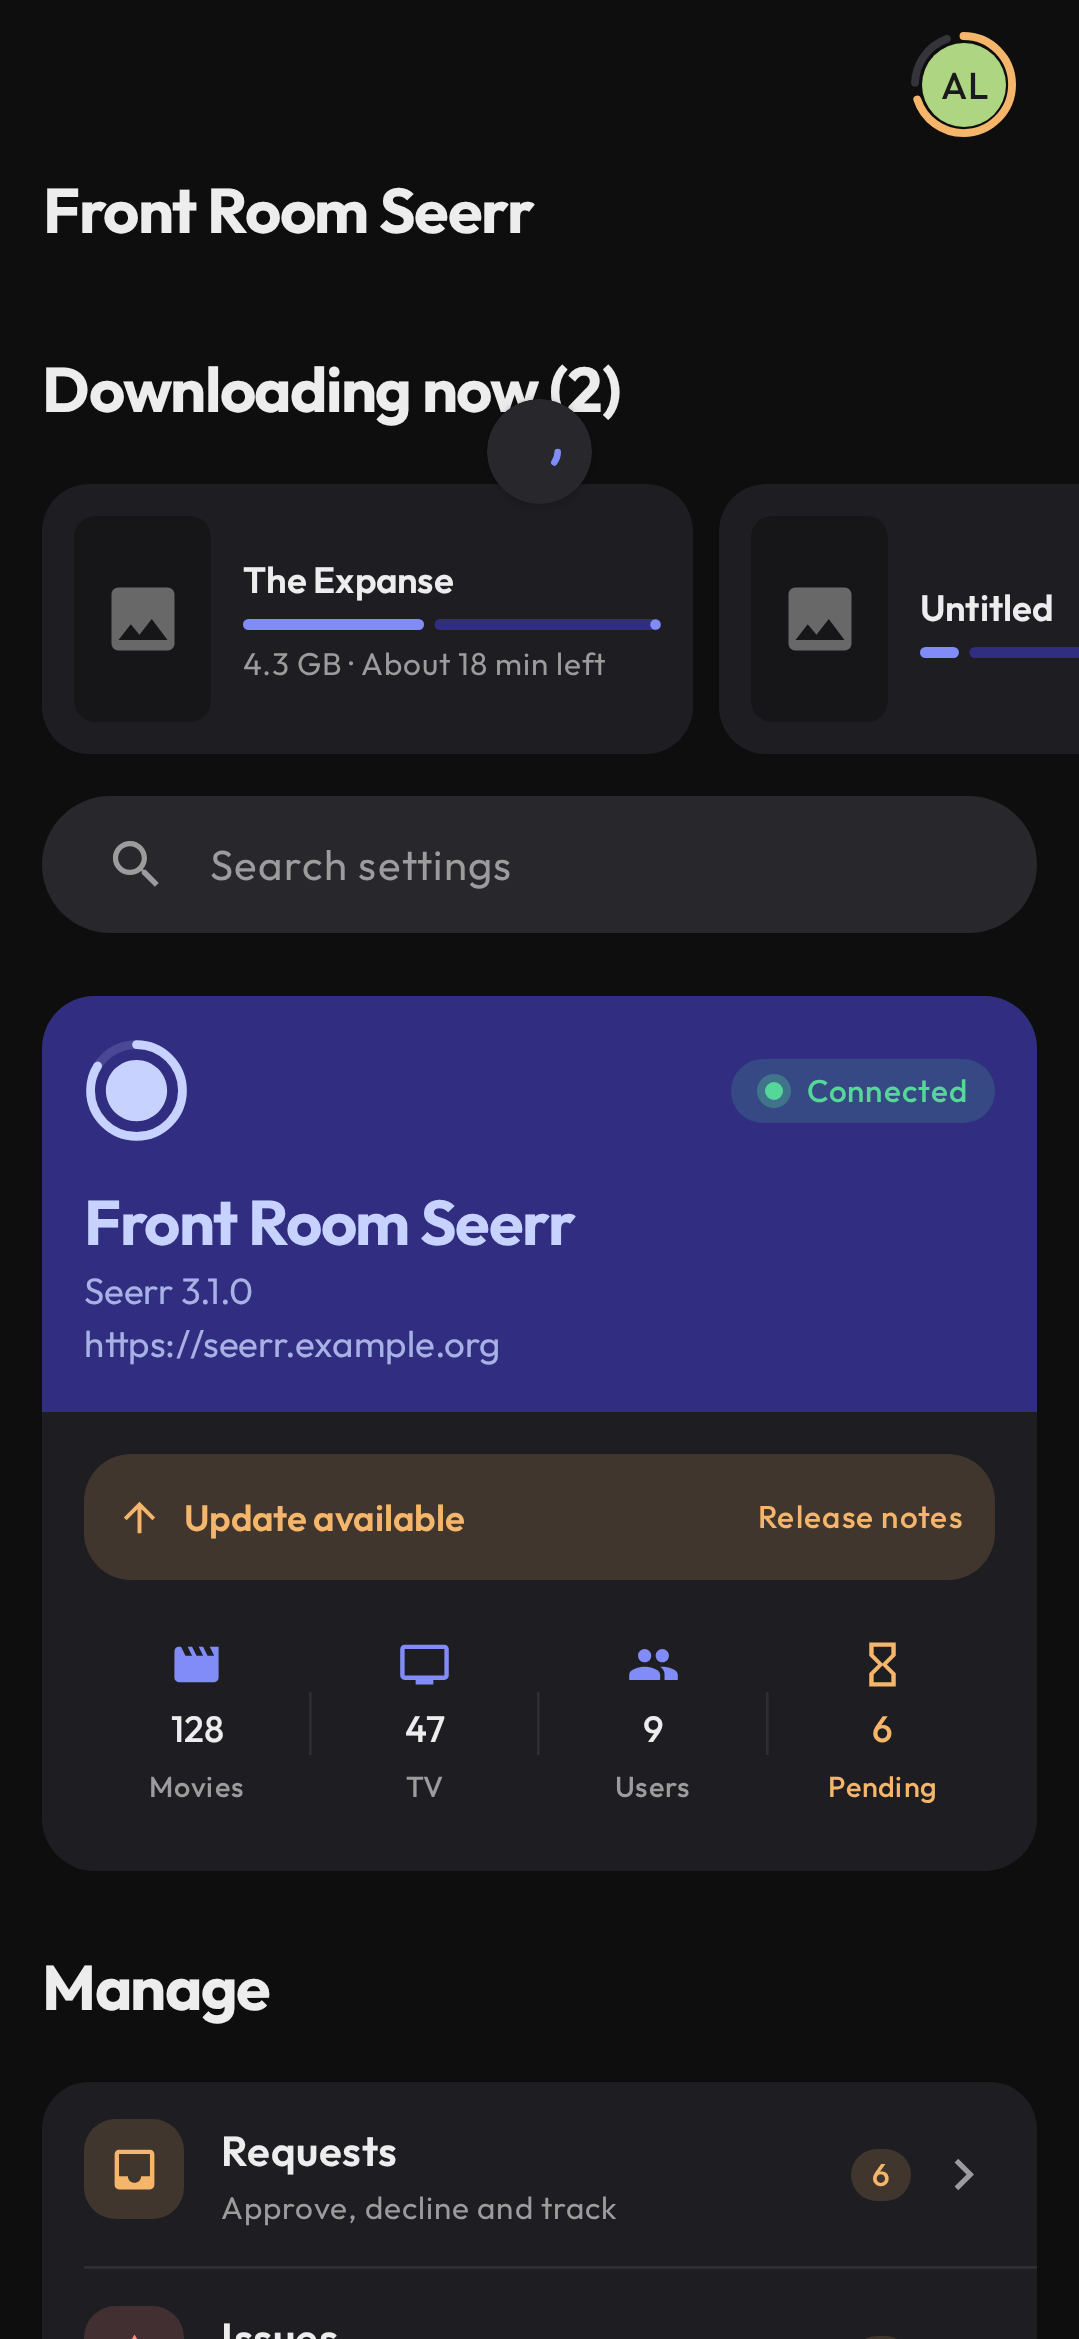 AL
Front Room Seerr
Downloading now (2)
The Expanse
4.3 GB · About 18 min left
Untitled
Search settings
Connected
Front Room Seerr
Seerr 3.1.0
https://seerr.example.org
Update available
Release notes
128
47
9
6
Movies
TV
Users
Pending
Manage
Requests
Approve, decline and track
6
Issues